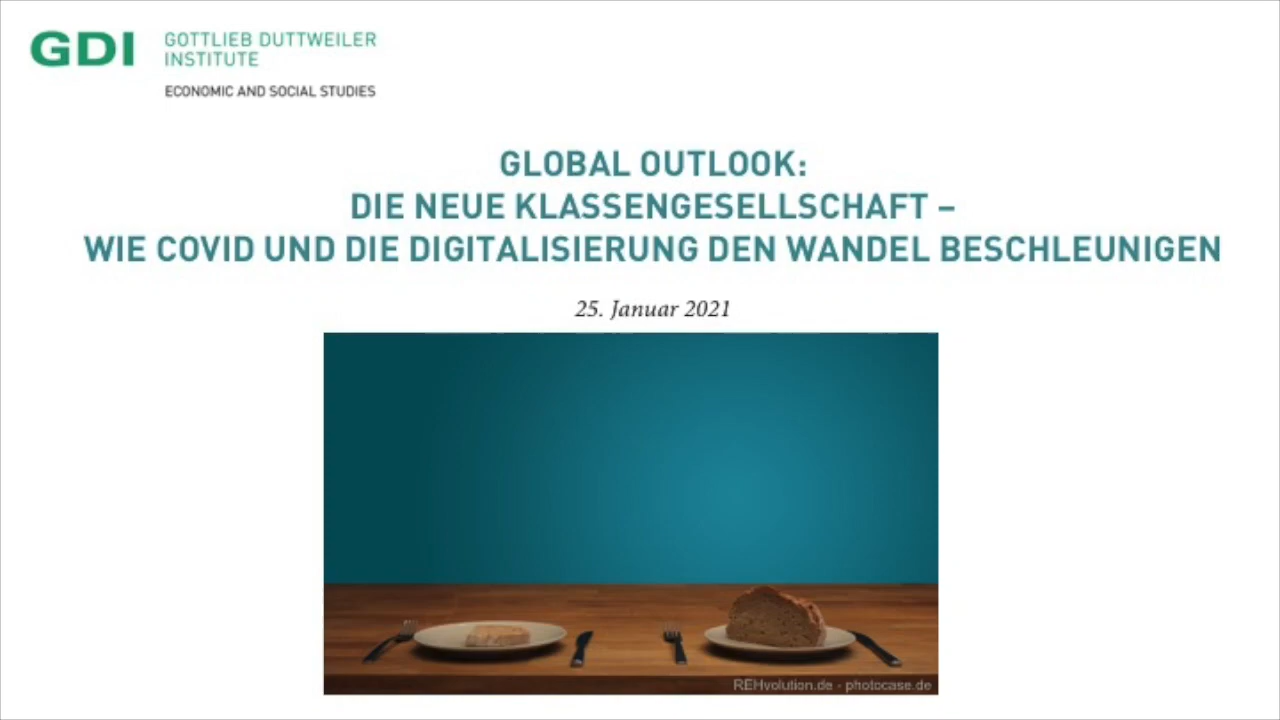 GDI
GOTTLIEB DUTTWEILER
INSTITUTE
ECONOMIC AND SOCIAL STUDIES
GLOBAL OUTLOOK:
DIE NEUE KLASSENGESELLSCHAFT –
WIE COVID UND DIE DIGITALISIERUNG DEN WANDEL BESCHLEUNIGEN
25. Januar 2021
REHvolution.de - photocase.de